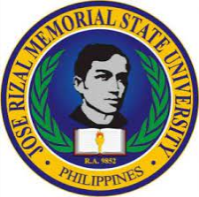 · JOSE RIZAL MEMORIAL STATE UNIVERSITY ·
R.A. 9852
PHILIPPINES